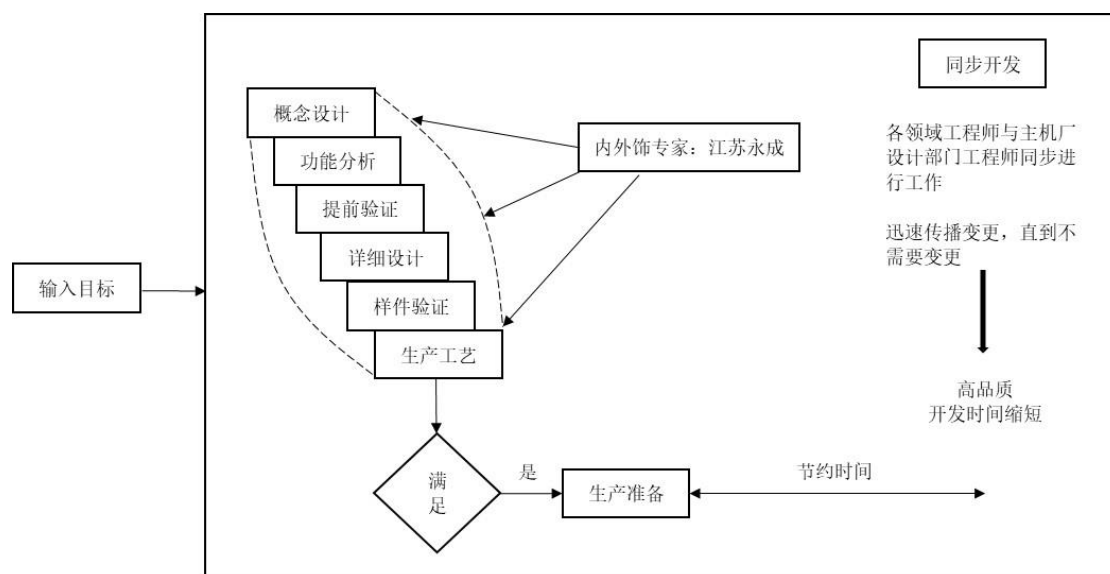 同步开发
概念设计
各领域工程师与主机厂
设计部门工程师同步进
行工作
功能分析
内外饰专家：江苏永成
提前验证
迅速传播变更，直到不
需要变更
详细设计
输入目标
样件验证
生产工艺
高品质
开发时间缩短
满
足
是
生产准备
节约时间